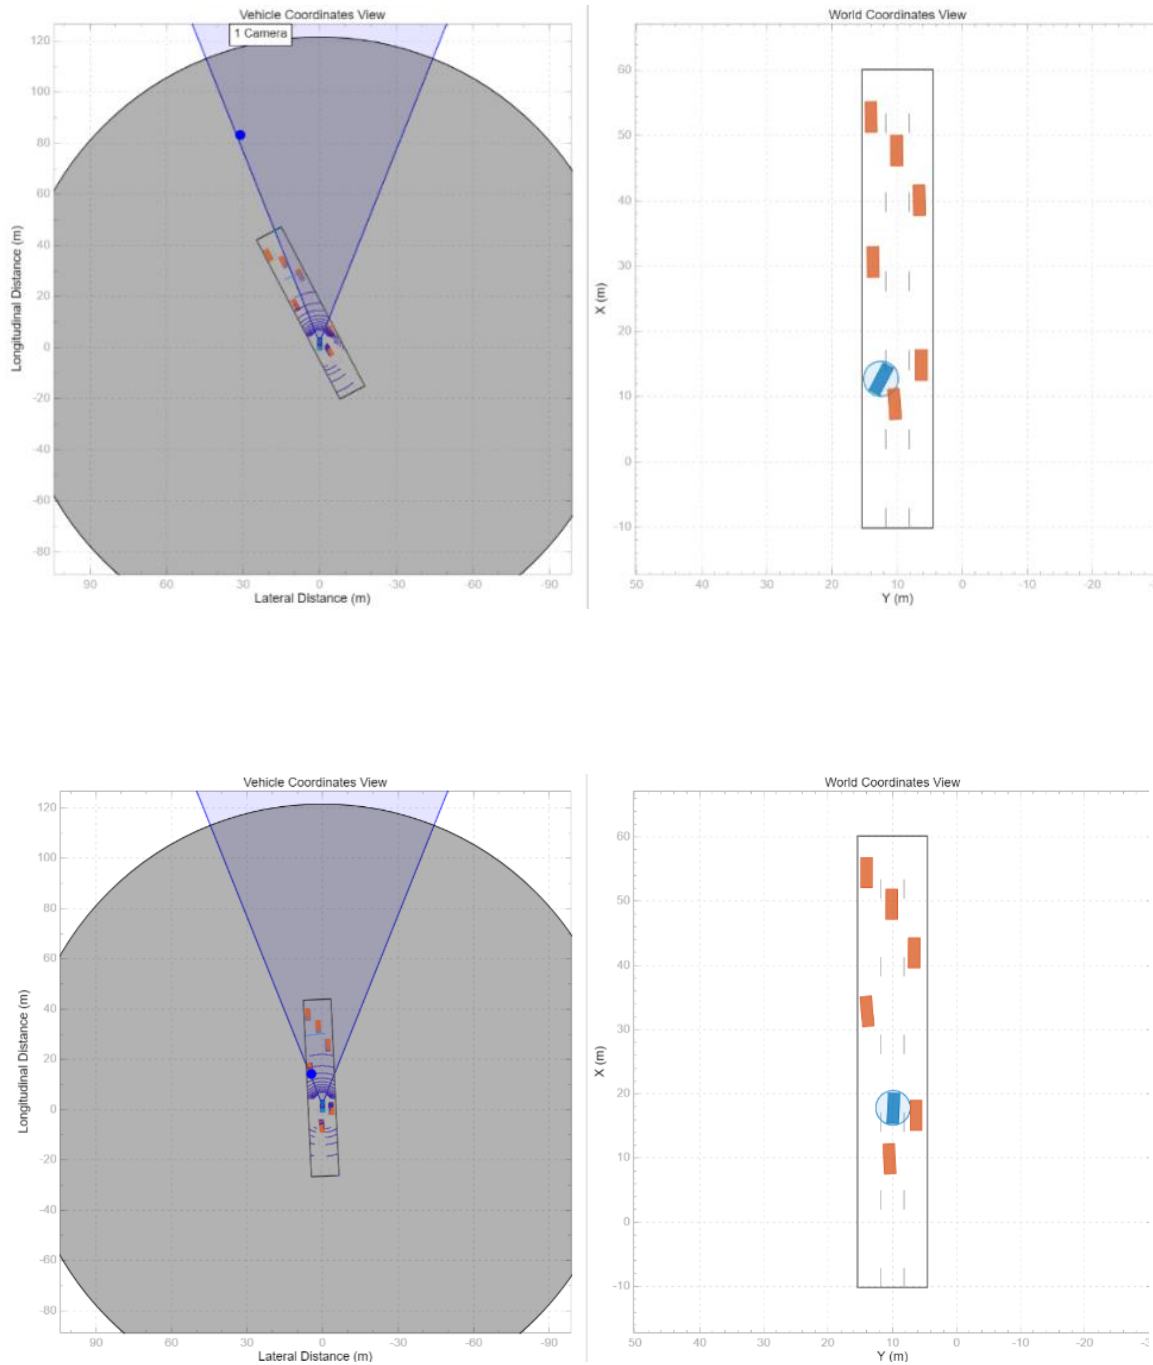 Vehicle Coordinates View
1 Camera
120
100
80
60
40
20
0
-20
-40
-60
-80
Longitudinal Distance (m)
90 60 30 0 -30 -60 -90
Lateral Distance (m)
World Coordinates View
60
50
40
30
20
10
0
-10
X (m)
50 40 30 20 10 0 -10 -20
Y (m)
Vehicle Coordinates View
120
100
80
60
40
20
0
-20
-40
-60
-80
Longitudinal Distance (m)
90 60 30 0 -30 -60 -90
Lateral Distance (m)
World Coordinates View
60
50
40
30
20
10
0
-10
X (m)
50 40 30 20 10 0 -10 -20
Y (m)